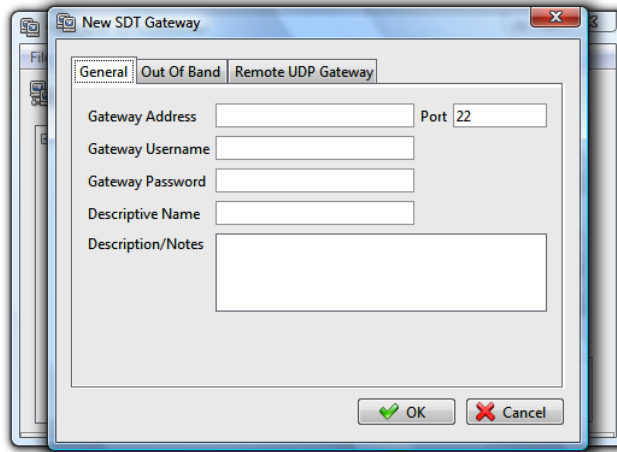 New SDT Gateway
Fil
General Out Of Band Remote UDP Gateway
Gateway Address Port 22
Gateway Username
Gateway Password
Descriptive Name
Description/Notes
OK Cancel